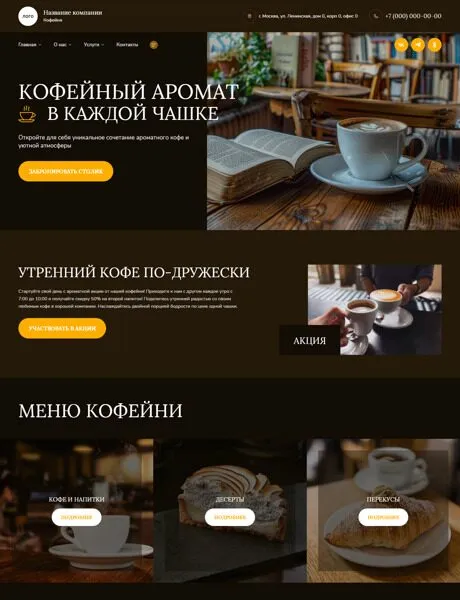 лого
Название компании
Кофейня
г. Москва, ул. Ленинская, дом 0, корп 0, офис 0
+7 (000) 000-00-00
Главная О нас Услуги Контакты
КОФЕЙНЫЙ АРОМАТ
В КАЖДОЙ ЧАШКЕ
Откройте для себя уникальное сочетание ароматного кофе и
уютной атмосферы
ЗАБРОНИРОВАТЬ СТОЛИК
УТРЕННИЙ КОФЕ ПО-ДРУЖЕСКИ
Стартуйте свой день с ароматной акции от нашей кофейни! Приходите к нам с другом каждое утро с
7:00 до 10:00 и получайте скидку 50% на второй напиток! Поделитесь утренней радостью со своим
любимым кофе в хорошей компании. Наслаждайтесь двойной порцией бодрости по цене одной чашки.
УЧАСТВОВАТЬ В АКЦИИ
АКЦИЯ
МЕНЮ КОФЕЙНИ
КОФЕ И НАПИТКИ
ПОДРОБНЕЕ
ДЕСЕРТЫ
ПОДРОБНЕЕ
ПЕРЕКУСЫ
ПОДРОБНЕЕ